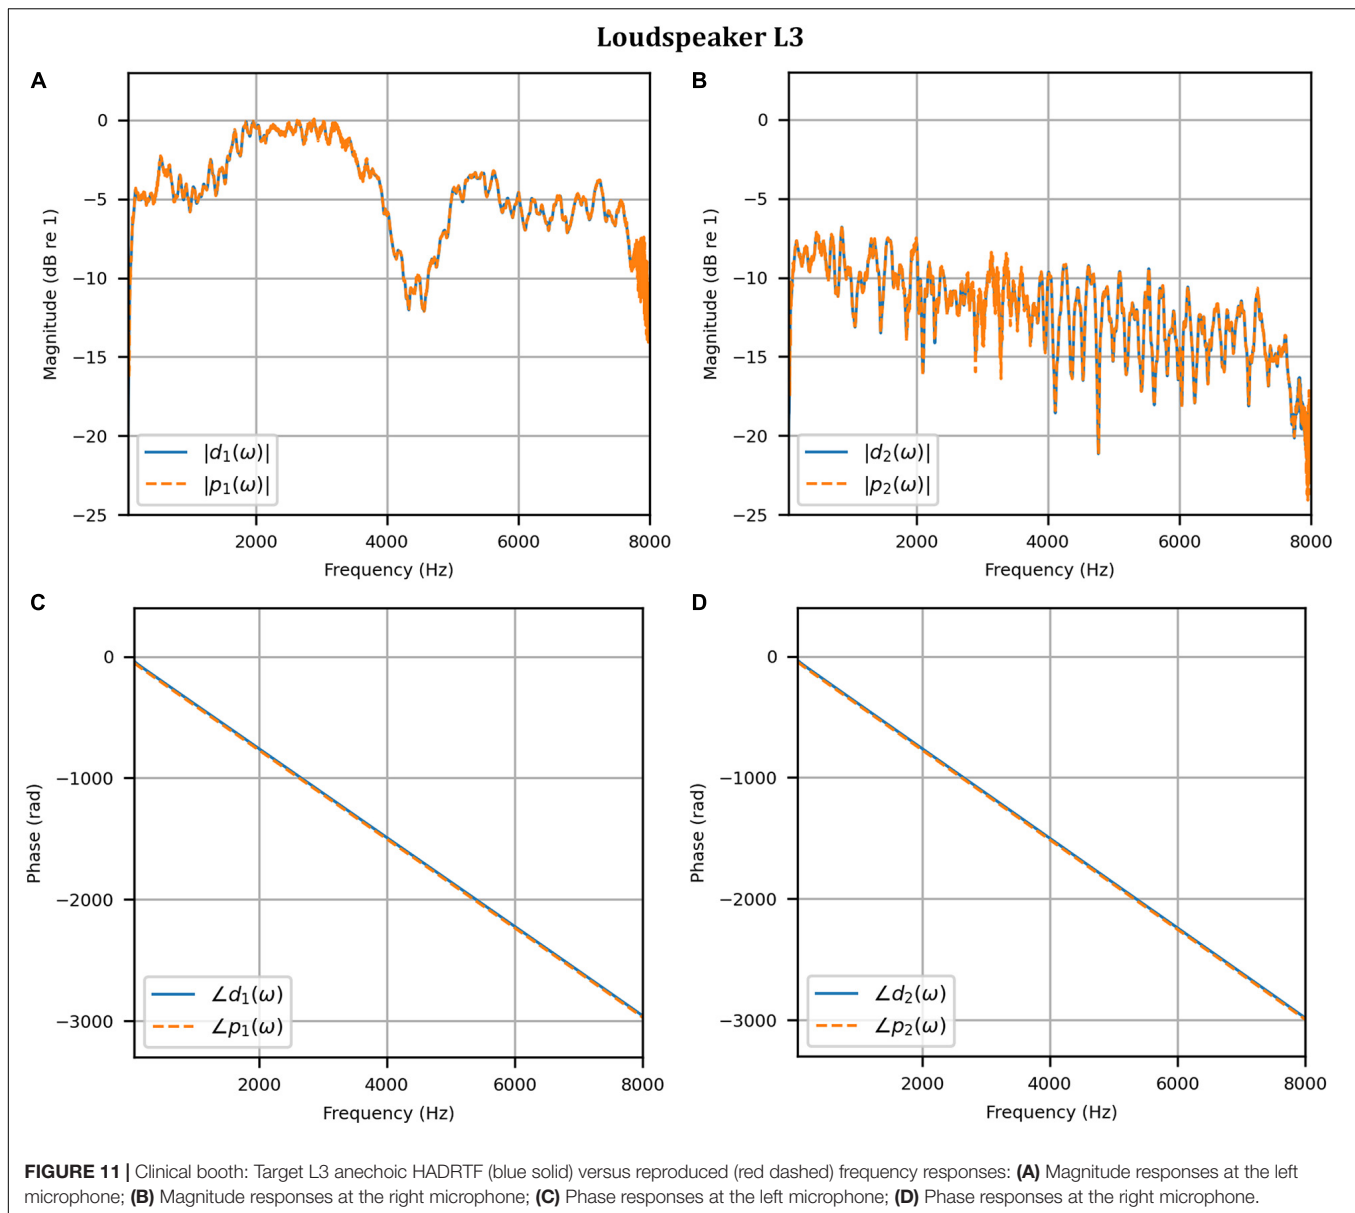 Loudspeaker L3
A
B
0
−5
−10
−15
−20
−25
Magnitude (dB re 1)
|d1(ω)|
|p1(ω)|
2000 4000 6000 8000
Frequency (Hz)
0
−5
−10
−15
−20
−25
Magnitude (dB re 1)
|d2(ω)|
|p2(ω)|
2000 4000 6000 8000
Frequency (Hz)
C
D
0
−1000
−2000
−3000
Phase (rad)
∠d1(ω)
∠p1(ω)
2000 4000 6000 8000
Frequency (Hz)
0
−1000
−2000
−3000
Phase (rad)
∠d2(ω)
∠p2(ω)
2000 4000 6000 8000
Frequency (Hz)
FIGURE 11 | Clinical booth: Target L3 anechoic HADRTF (blue solid) versus reproduced (red dashed) frequency responses: (A) Magnitude responses at the left
microphone; (B) Magnitude responses at the right microphone; (C) Phase responses at the left microphone; (D) Phase responses at the right microphone.